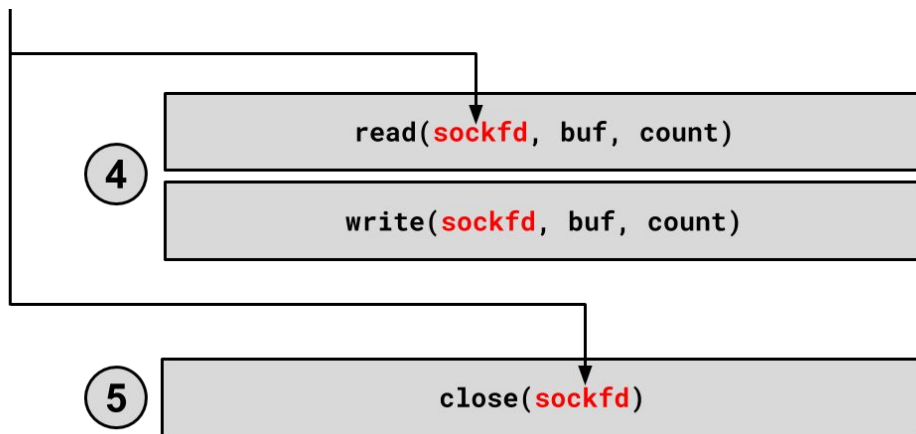 4
read(sockfd, buf, count)
write(sockfd, buf, count)
5
close(sockfd)